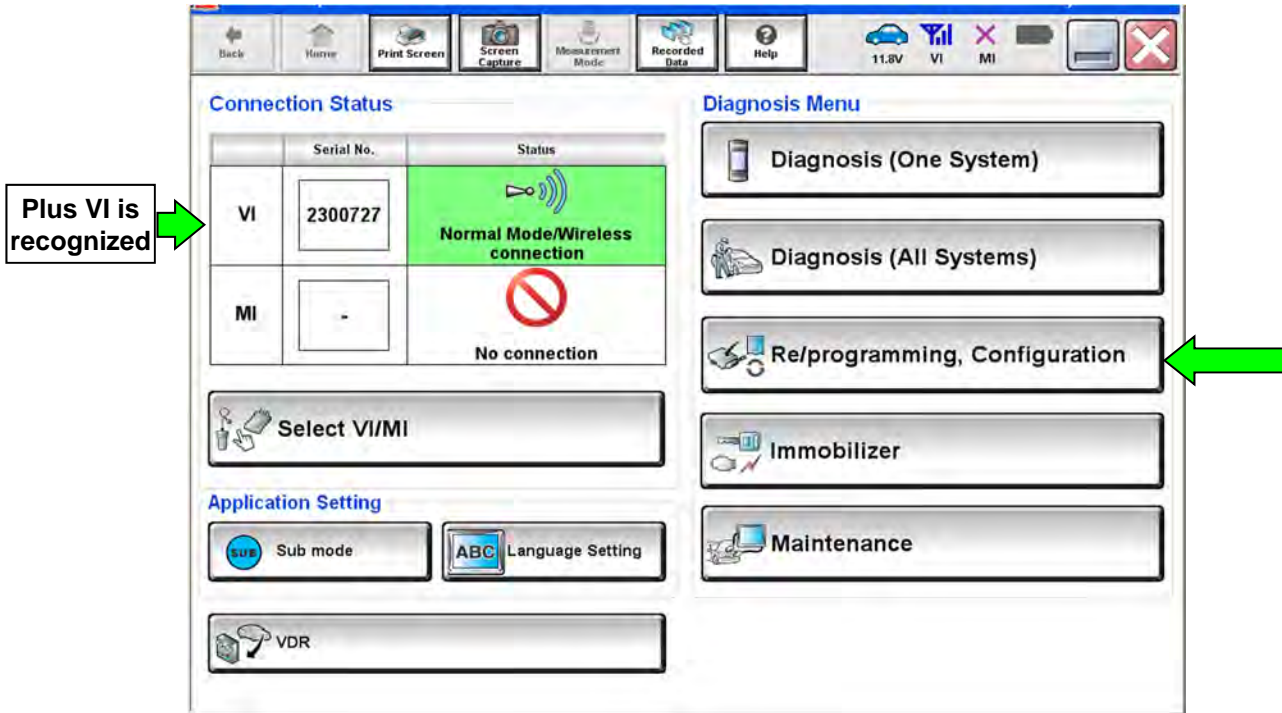 Back
Home
Print Screen
Screen
Capture
Measurement
Mode
Recorded
Data
Help
11.8V
VI
MI
Connection Status
Serial No.
Status
VI
2300727
Normal Mode/Wireless
connection
MI
-
No connection
Select VI/MI
Application Setting
SUB
Sub mode
ABC
Language Setting
VDR
Diagnosis Menu
Diagnosis (One System)
Diagnosis (All Systems)
Re/programming, Configuration
Immobilizer
Maintenance
Plus VI is
recognized